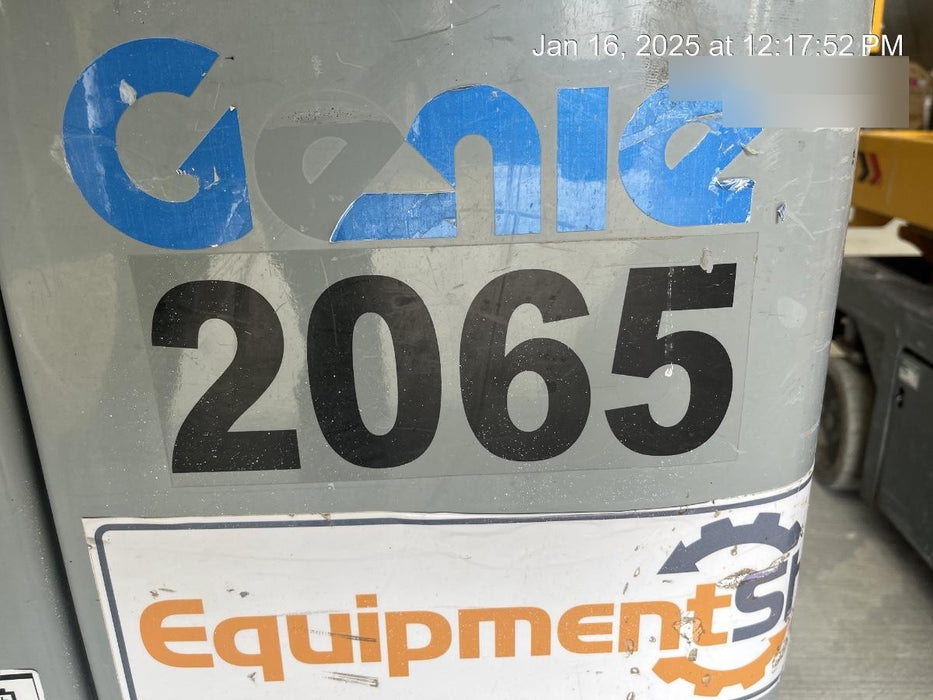 Jan 16, 2025 at 12:17:52 PM
Genie
2065
Equipment